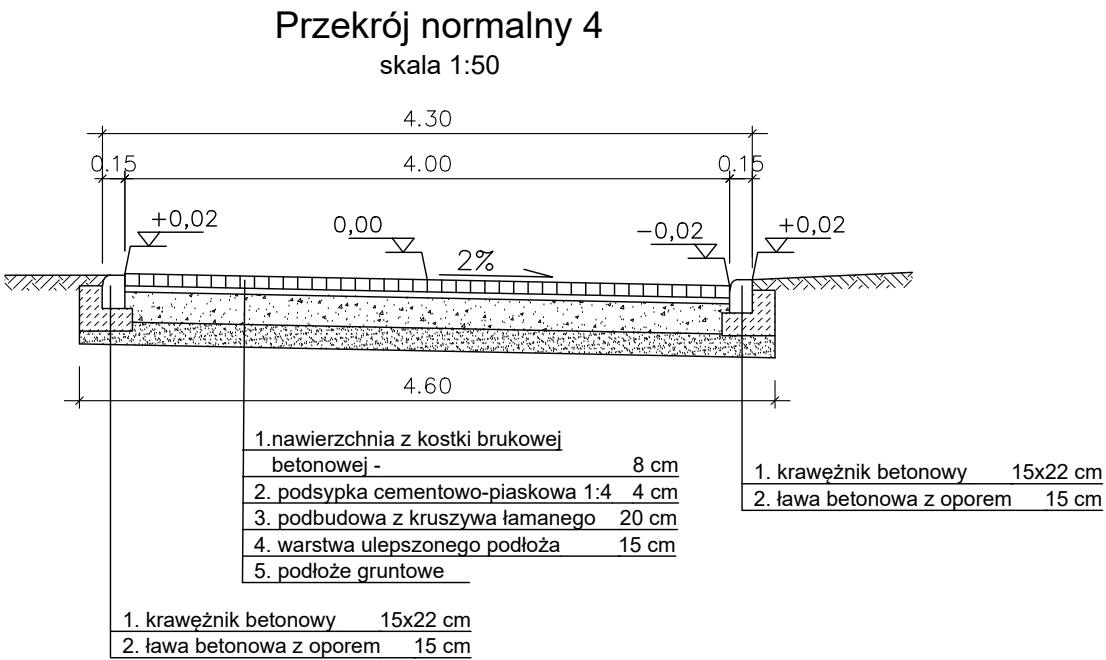 Przekrój normalny 4
skala 1:50
4.30
0.15 4.00 0.15
+0,02 0,00 -0,02 +0,02
2%
4.60
1.nawierzchnia z kostki brukowej
betonowej - 8 cm
2. podsypka cementowo-piaskowa 1:4 4 cm
3. podbudowa z kruszywa łamanego 20 cm
4. warstwa ulepszonego podłoża 15 cm
5. podłoże gruntowe
1. krawężnik betonowy 15x22 cm
2. ława betonowa z oporem 15 cm
1. krawężnik betonowy 15x22 cm
2. ława betonowa z oporem 15 cm